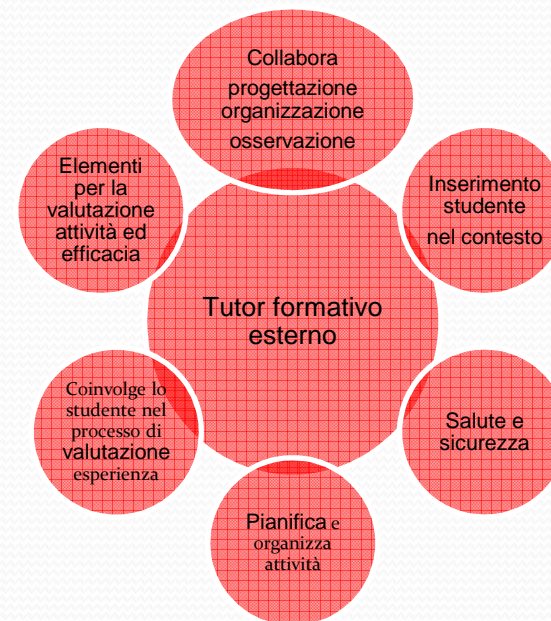 Collabora
progettazione
organizzazione
osservazione
Inserimento
studente
nel contesto
Salute e
sicurezza
Pianifica e
organizza
attività
Coinvolge lo
studente nel
processo di
valutazione
esperienza
Elementi
per la
valutazione
attività ed
efficacia
Tutor formativo
esterno